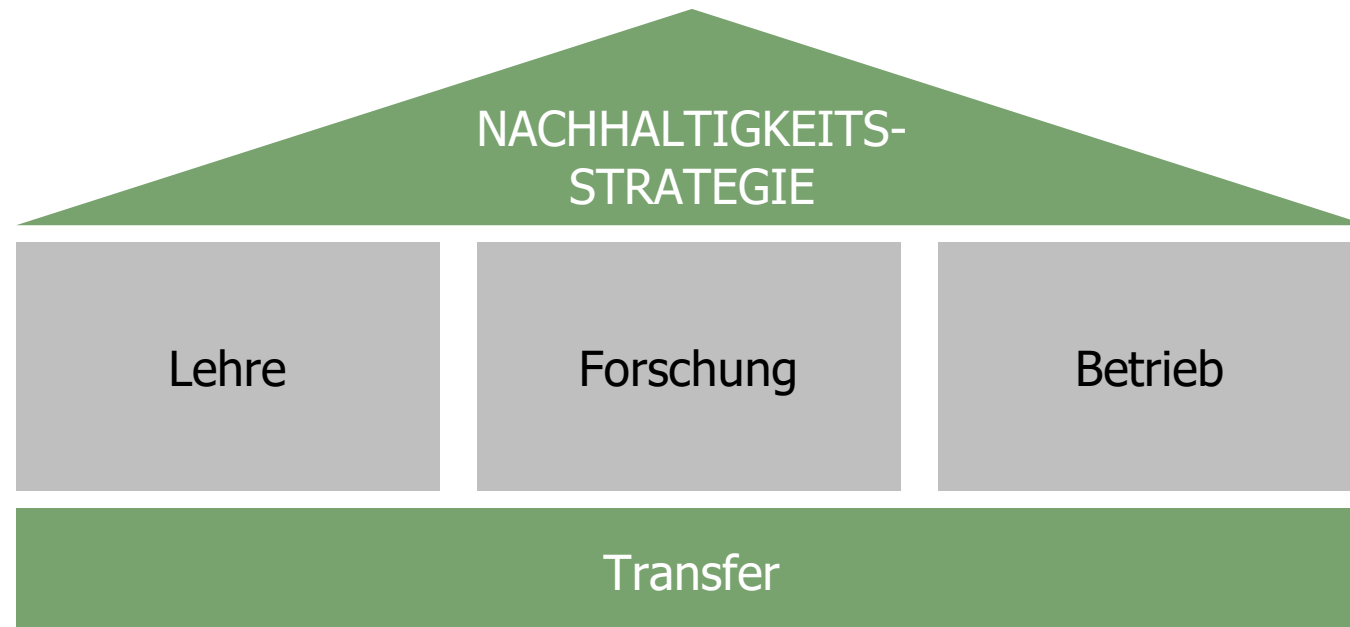 NACHHALTIGKEITS-
STRATEGIE
Lehre
Forschung
Betrieb
Transfer